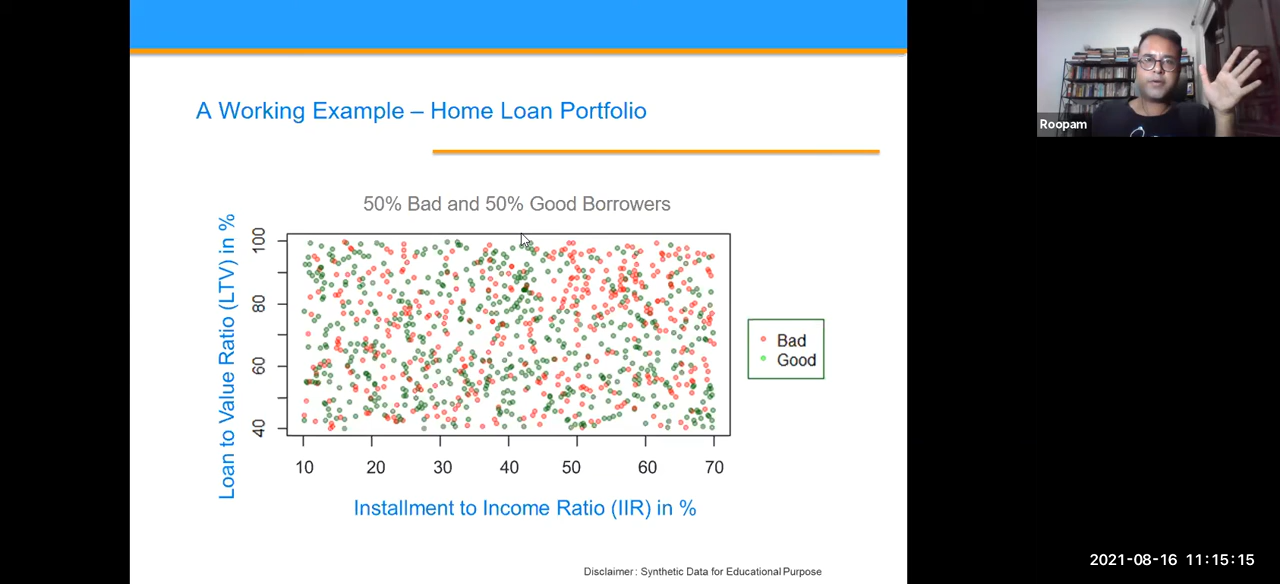 A Working Example – Home Loan Portfolio
50% Bad and 50% Good Borrowers
Loan to Value Ratio (LTV) in %
100
80
60
40
10 20 30 40 50 60 70
Installment to Income Ratio (IIR) in %
Bad
Good
Disclaimer: Synthetic Data for Educational Purpose
Roopam
2021-08-16 11:15:15